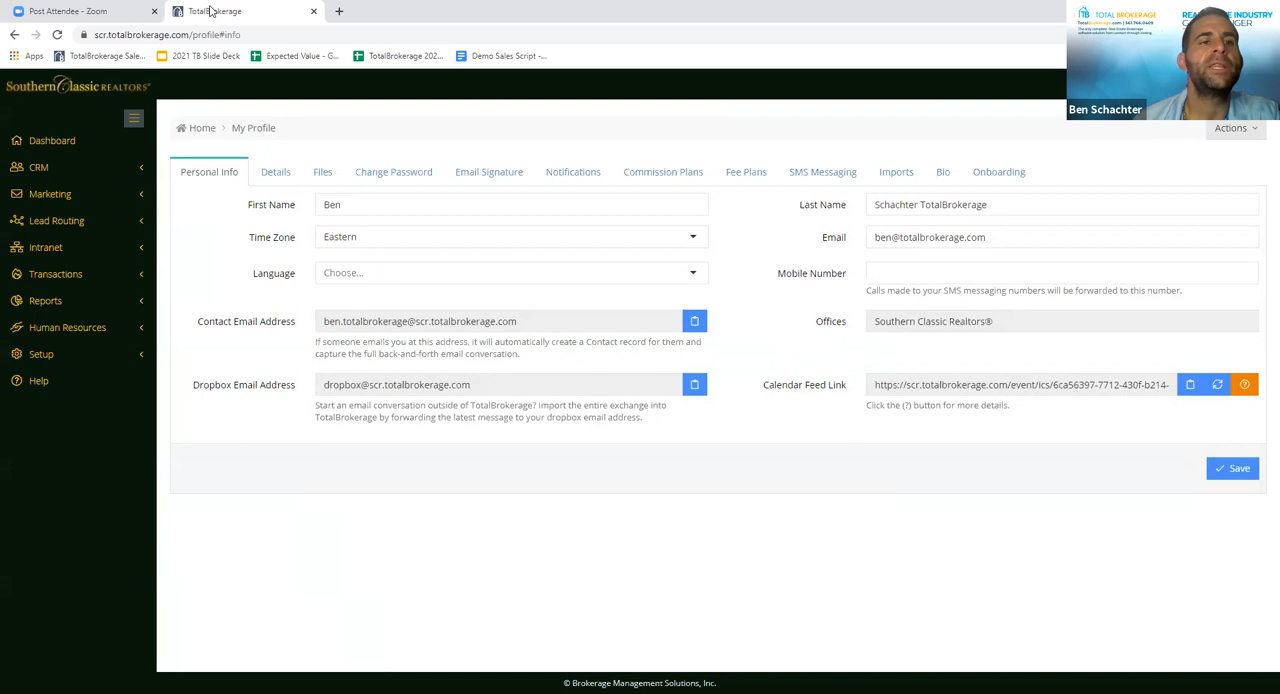 Post Attendee - Zoom
TotalBrokerage
scr.totalbrokerage.com/profile#info
Apps
TotalBrokerage Sale...
2021 TB Slide Deck
Expected Value - G...
TotalBrokerage 202...
Demo Sales Script -...
TB TOTAL BROKERAGE
TotalBrokerage.com | 561.766.0409
Ben Schachter
Southern Classic REALTORS®
Dashboard
CRM
Marketing
Lead Routing
Intranet
Transactions
Reports
Human Resources
Setup
Help
Home > My Profile
Actions
Personal Info
Details
Files
Change Password
Email Signature
Notifications
Commission Plans
Fee Plans
SMS Messaging
Imports
Bio
Onboarding
First Name
Ben
Last Name
Schachter TotalBrokerage
Time Zone
Eastern
Email
ben@totalbrokerage.com
Language
Choose...
Mobile Number
Calls made to your SMS messaging numbers will be forwarded to this number.
Contact Email Address
ben.totalbrokerage@scr.totalbrokerage.com
If someone emails you at this address, it will automatically create a Contact record for them and
capture the full back-and-forth email conversation.
Offices
Southern Classic Realtors®
Dropbox Email Address
dropbox@scr.totalbrokerage.com
Start an email conversation outside of TotalBrokerage? Import the entire exchange into
TotalBrokerage by forwarding the latest message to your dropbox email address.
Calendar Feed Link
https://scr.totalbrokerage.com/event/ics/6ca56397-7712-430f-b214-
Click the (?) button for more details.
Save
© Brokerage Management Solutions, Inc.